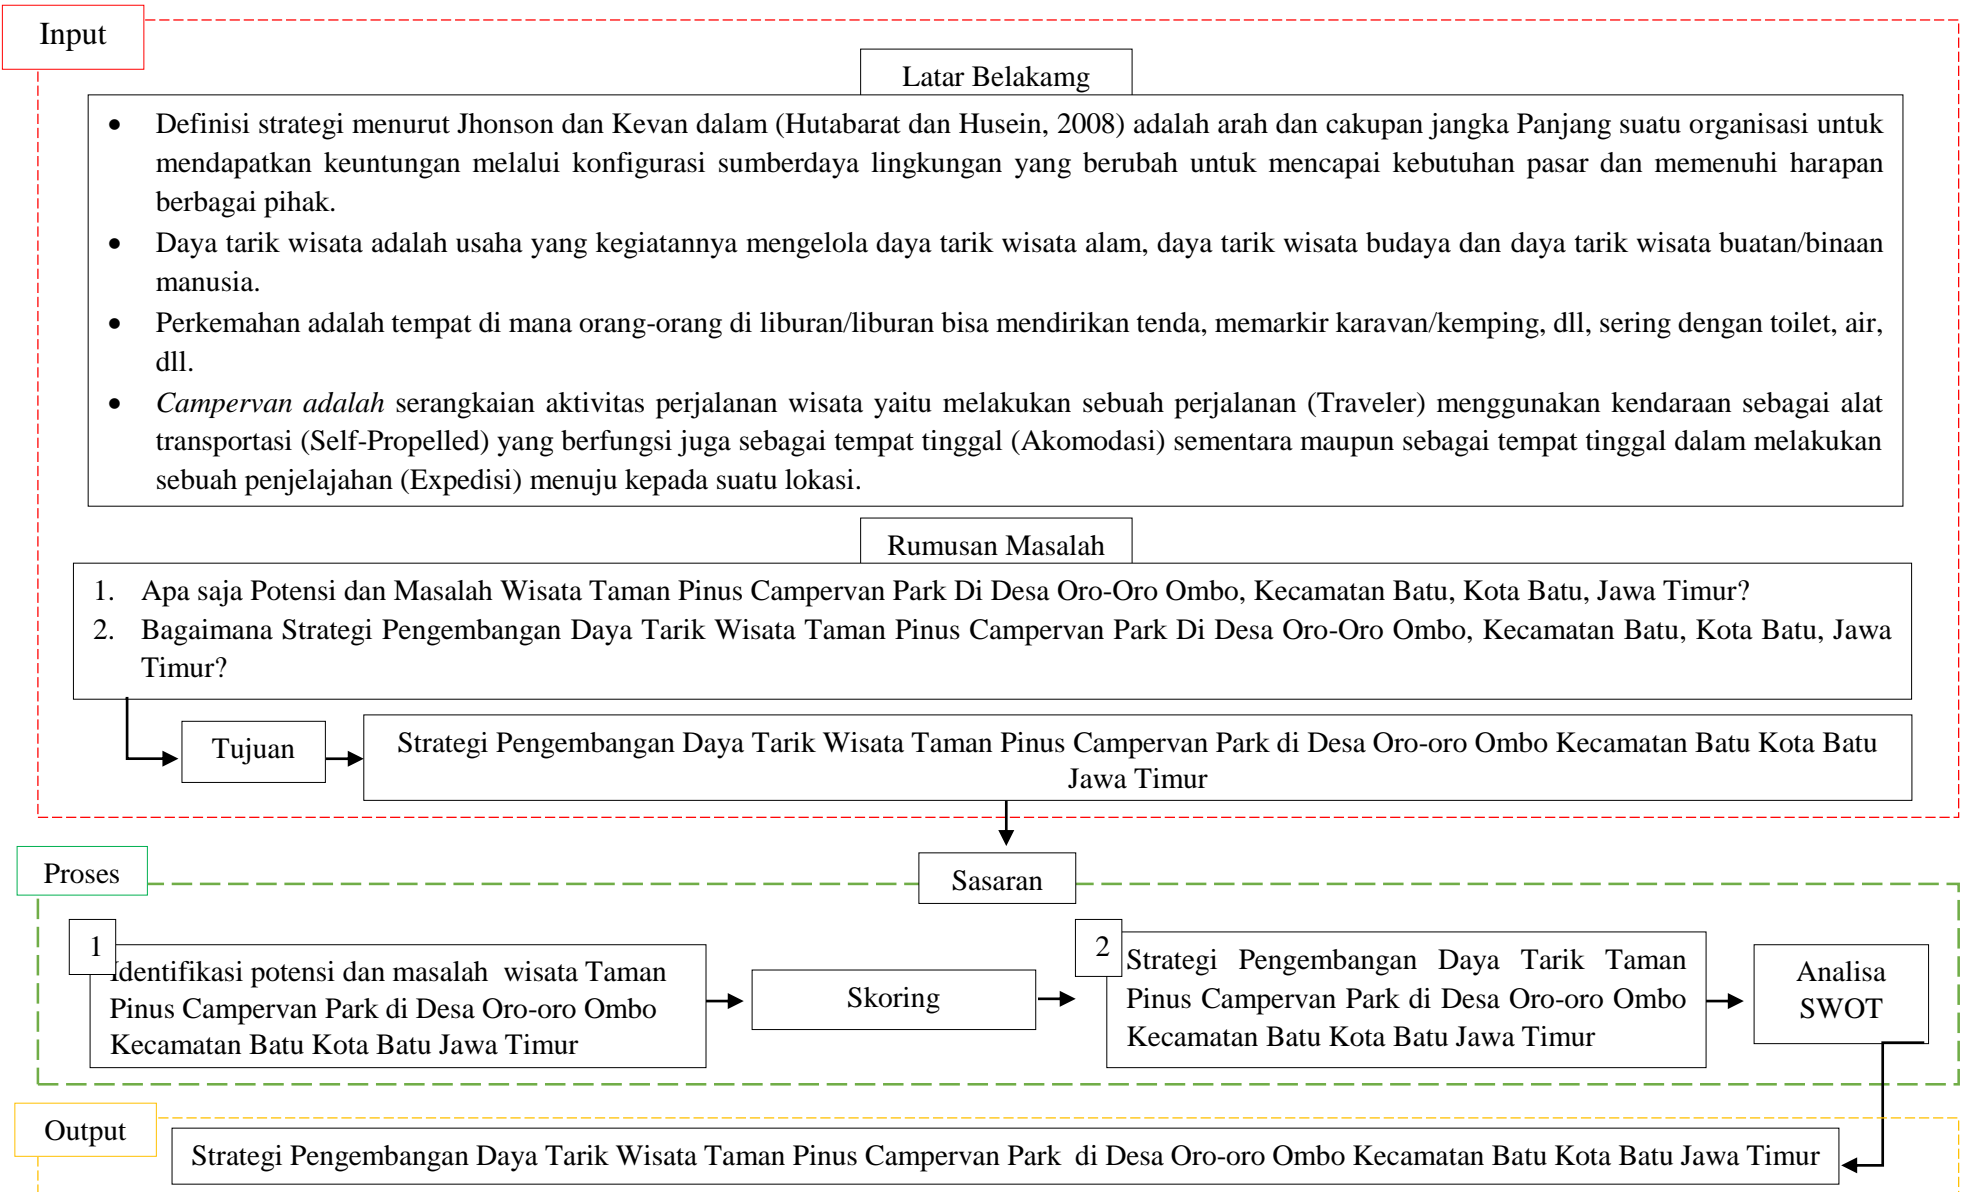 Input
Latar Belakamg
• Definisi strategi menurut Jhonson dan Kevan dalam (Hutabarat dan Husein, 2008) adalah arah dan cakupan jangka Panjang suatu organisasi untuk
mendapatkan keuntungan melalui konfigurasi sumberdaya lingkungan yang berubah untuk mencapai kebutuhan pasar dan memenuhi harapan
berbagai pihak.
• Daya tarik wisata adalah usaha yang kegiatannya mengelola daya tarik wisata alam, daya tarik wisata budaya dan daya tarik wisata buatan/binaan
manusia.
• Perkemahan adalah tempat di mana orang-orang di liburan/liburan bisa mendirikan tenda, memarkir karavan/kemping, dll, sering dengan toilet, air,
dll.
• Campervan adalah serangkaian aktivitas perjalanan wisata yaitu melakukan sebuah perjalanan (Traveler) menggunakan kendaraan sebagai alat
transportasi (Self-Propelled) yang berfungsi juga sebagai tempat tinggal (Akomodasi) sementara maupun sebagai tempat tinggal dalam melakukan
sebuah penjelajahan (Expedisi) menuju kepada suatu lokasi.
Rumusan Masalah
1. Apa saja Potensi dan Masalah Wisata Taman Pinus Campervan Park Di Desa Oro-Oro Ombo, Kecamatan Batu, Kota Batu, Jawa Timur?
2. Bagaimana Strategi Pengembangan Daya Tarik Wisata Taman Pinus Campervan Park Di Desa Oro-Oro Ombo, Kecamatan Batu, Kota Batu, Jawa
Timur?
Tujuan
Strategi Pengembangan Daya Tarik Wisata Taman Pinus Campervan Park di Desa Oro-oro Ombo Kecamatan Batu Kota Batu
Jawa Timur
Proses
Sasaran
1
Identifikasi potensi dan masalah wisata Taman
Pinus Campervan Park di Desa Oro-oro Ombo
Kecamatan Batu Kota Batu Jawa Timur
Skoring
2
Strategi Pengembangan Daya Tarik Taman
Pinus Campervan Park di Desa Oro-oro Ombo
Kecamatan Batu Kota Batu Jawa Timur
Analisa
SWOT
Output
Strategi Pengembangan Daya Tarik Wisata Taman Pinus Campervan Park di Desa Oro-oro Ombo Kecamatan Batu Kota Batu Jawa Timur